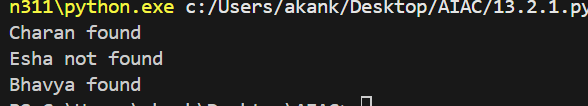 n311\python.exe c:/Users/akank/Desktop/AIAC/13.2.1.py
Charan found
Esha not found
Bhavya found